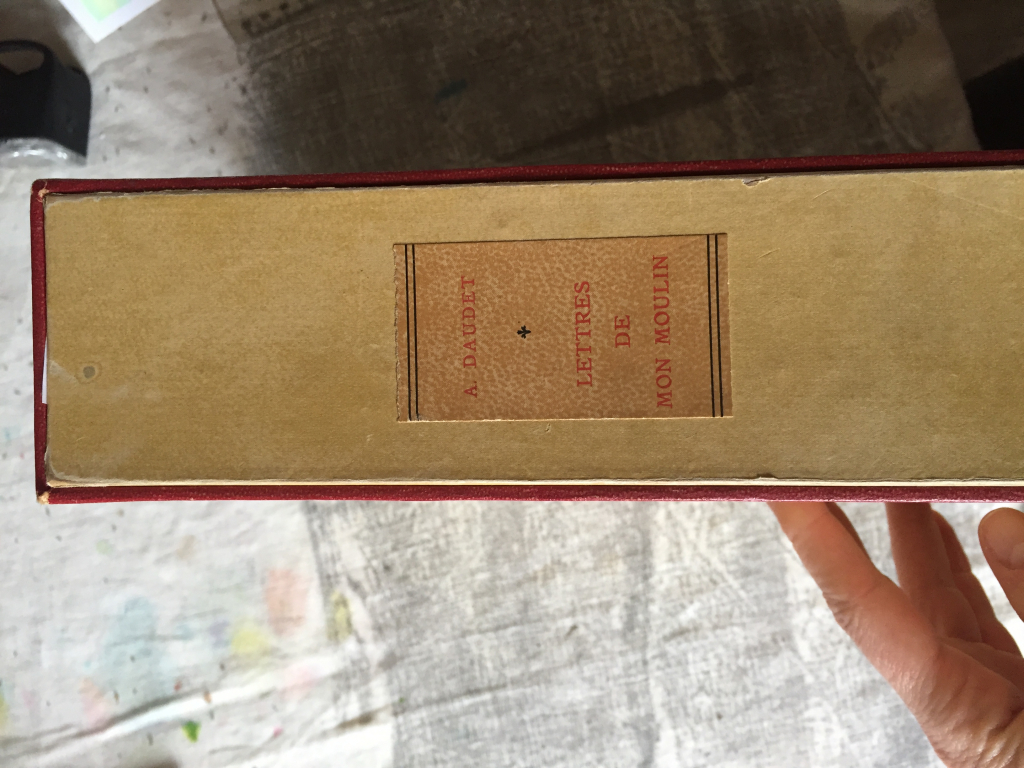 A. DAUDET
LETTRES
DE
MON MOULIN